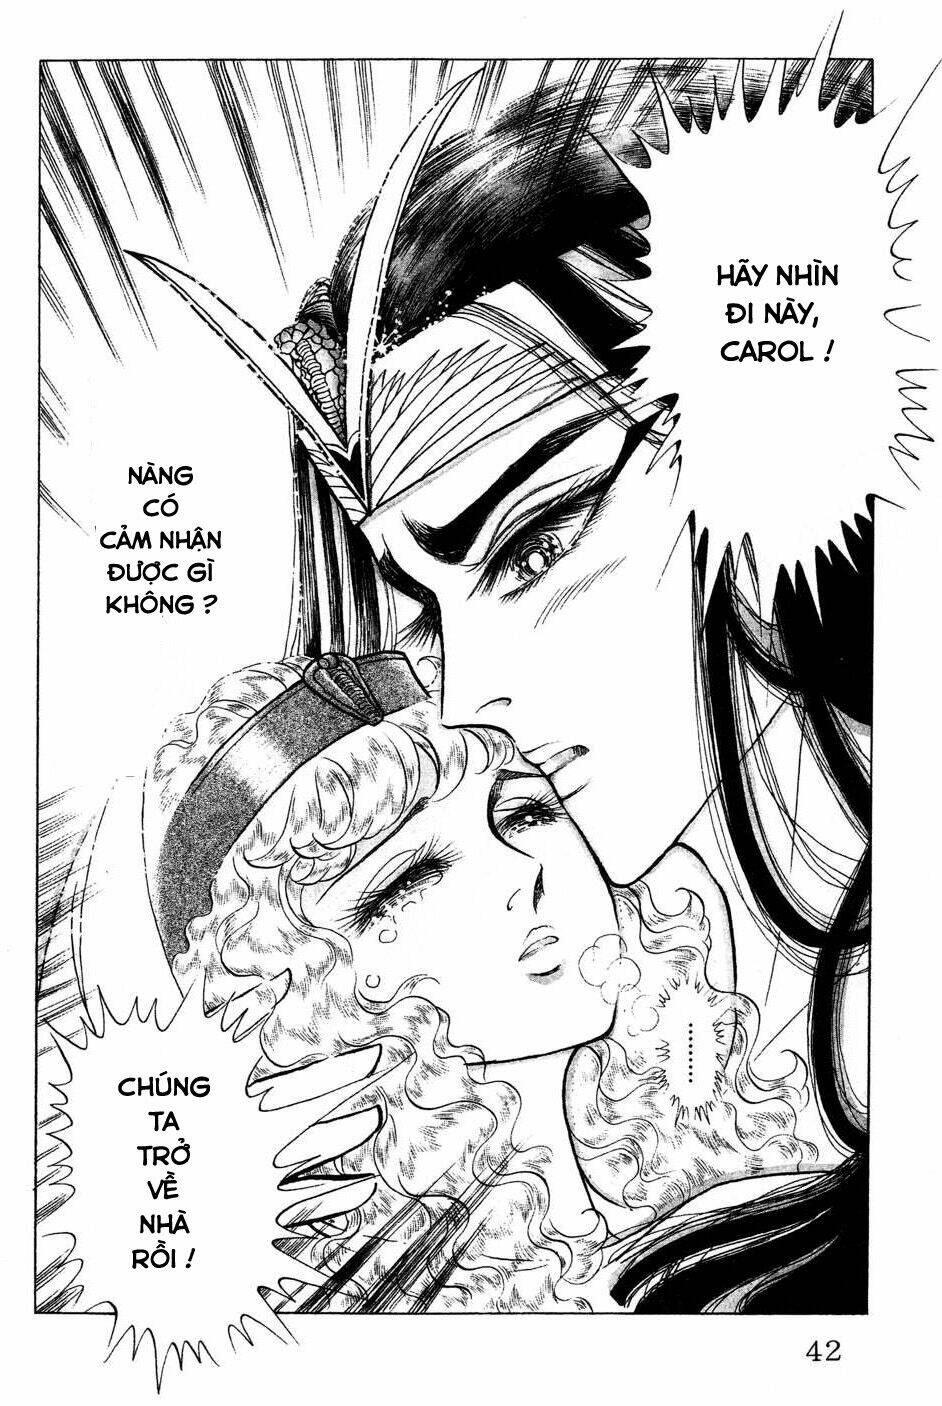 HÃY NHÌN
ĐI NÀY,
CAROL !
NÀNG
CÓ
CẢM NHẬN
ĐƯỢC GÌ
KHÔNG ?
..........
CHÚNG
TA
TRỞ
VỀ
NHÀ
RỒI !
42